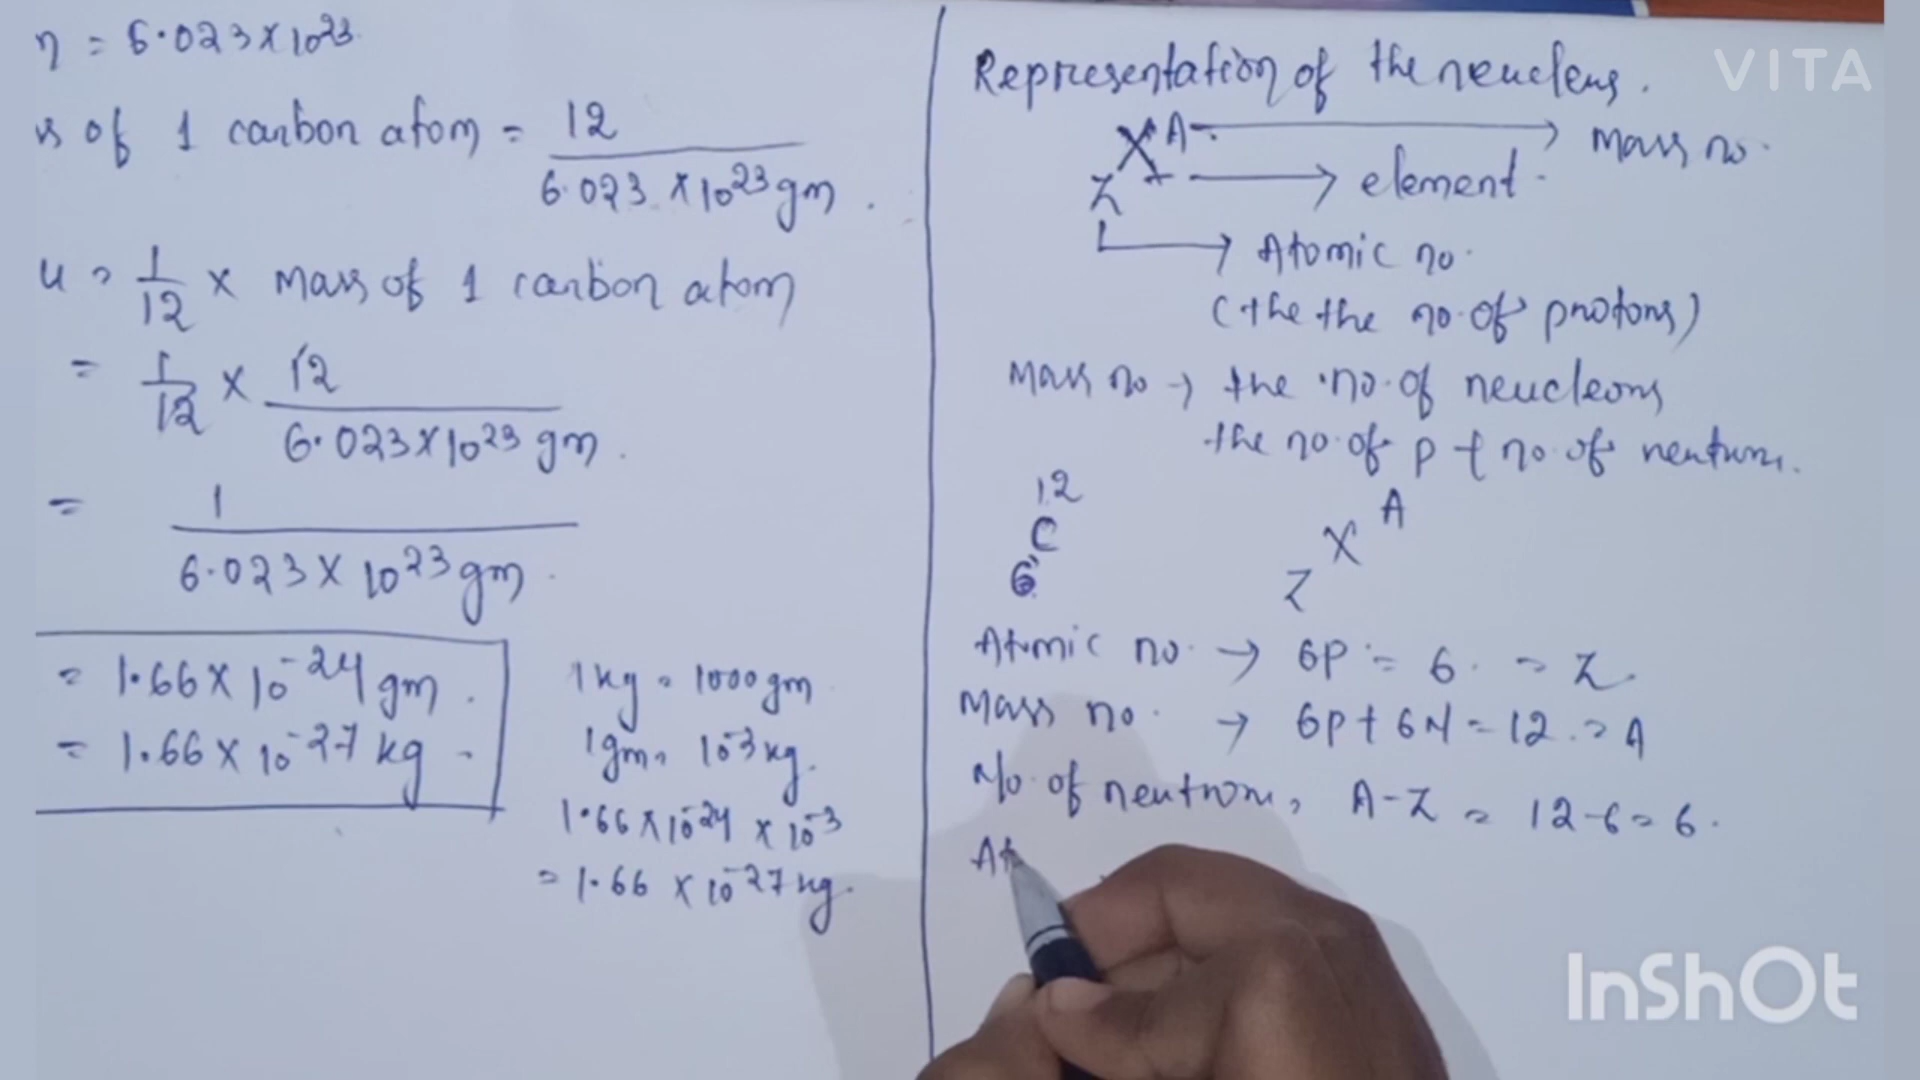 n = 6.023 x 10²³
s of 1 carbon atom = 12 / 6.023 x 10²³ gm.
u = 1/12 x mass of 1 carbon atom
= 1/12 x 12 / 6.023 x 10²³ gm.
= 1 / 6.023 x 10²³ gm.
= 1.66 x 10⁻²⁴ gm.
= 1.66 x 10⁻²⁷ kg.
1 kg = 1000 gm
1 gm = 10⁻³ kg.
1.66 x 10⁻²⁴ x 10⁻³
= 1.66 x 10⁻²⁷ kg.
Representation of the neucleus.
X A → Mass no.
Z → element.
→ Atomic no.
(the the no. of protons)
Mass no → the no. of neucleons
the no. of p + no. of neutrons.
12
C A
X
6 Z
Atomic no. → 6P = 6. = Z.
Mass no. → 6P + 6N = 12. = A
No. of neutrons = A-Z = 12-6 = 6.
At
VITA
InShOt